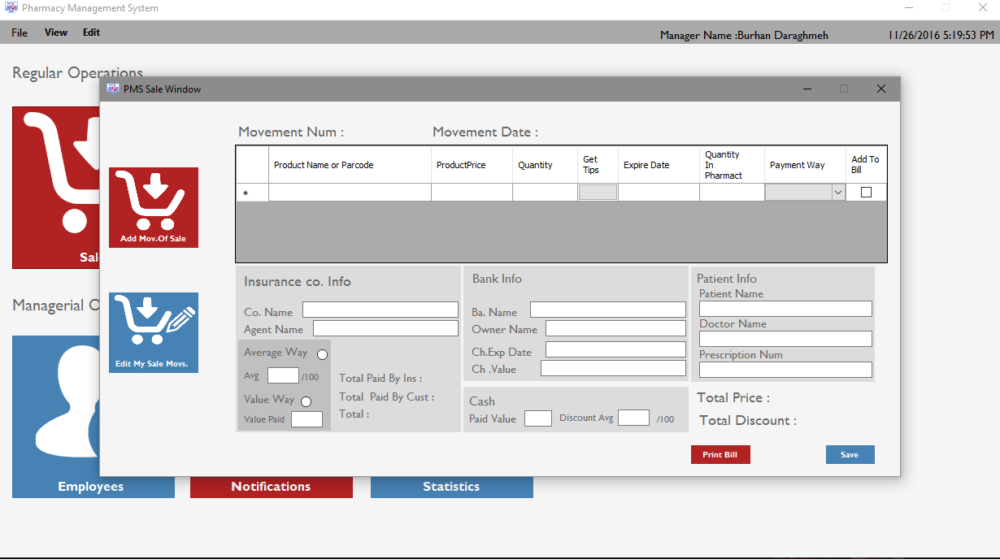 Pharmacy Management System
File View Edit
Manager Name :Burhan Daraghmeh 11/26/2016 5:19:53 PM
Regular Operations
PMS Sale Window
Movement Num : Movement Date :
Product Name or Parcode
ProductPrice
Quantity
Get
Tips
Expire Date
Quantity
In
Pharmact
Payment Way
Add To
Bill
*
Add Mov.Of Sale
Sal
Managerial O
Edit My Sale Movs.
Insurance co. Info
Co. Name
Agent Name
Average Way
Avg /100
Value Way
Value Paid
Total Paid By Ins :
Total Paid By Cust :
Total :
Bank Info
Ba. Name
Owner Name
Ch.Exp Date
Ch .Value
Cash
Paid Value Discount Avg /100
Patient Info
Patient Name
Doctor Name
Prescription Num
Total Price :
Total Discount :
Print Bill Save
Employees Notifications Statistics